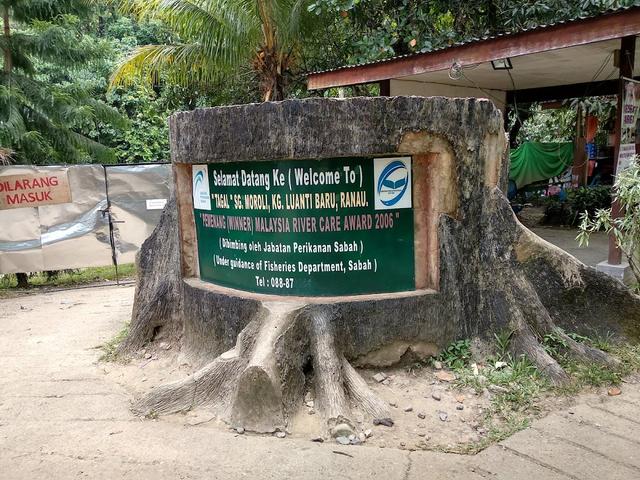 DILARANG
MASUK
Selamat Datang Ke ( Welcome To )
"TAGAL" SG. MOROLI, KG. LUANTI BARU, RANAU.
"PEMENANG (WINNER) MALAYSIA RIVER CARE AWARD 2006"
( Dibimbing oleh Jabatan Perikanan Sabah )
( Under guidance of Fisheries Department, Sabah )
Tel : 088-87